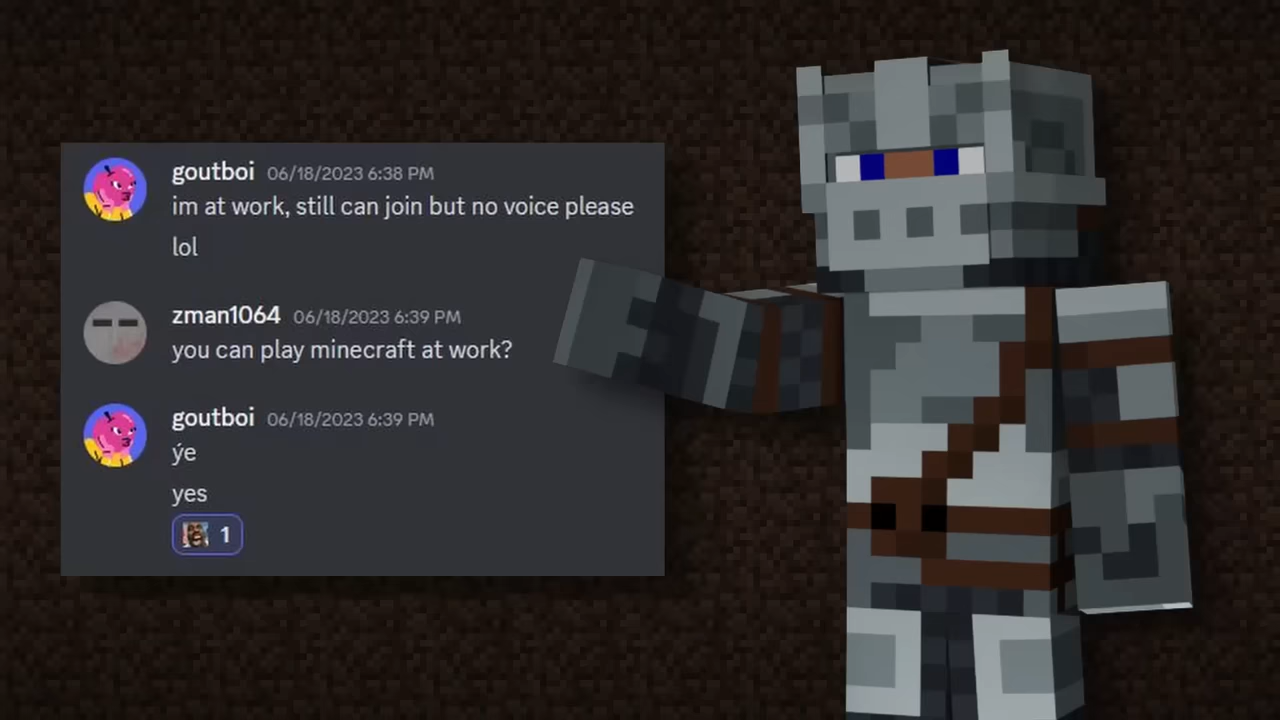 goutboi 06/18/2023 6:38 PM
im at work, still can join but no voice please
lol
zman1064 06/18/2023 6:39 PM
you can play minecraft at work?
goutboi 06/18/2023 6:39 PM
ýe
yes
1